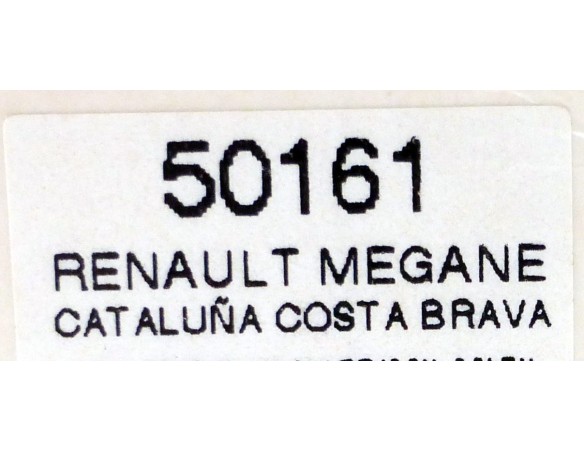 50161
RENAULT MEGANE
CATALUÑA COSTA BRAVA